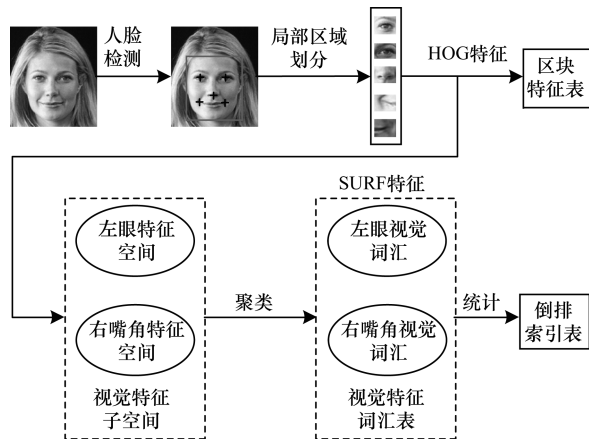 人脸
检测
局部区域
划分
HOG特征
区块
特征表
SURF特征
左眼特征
空间
右嘴角特征
空间
视觉特征
子空间
聚类
左眼视觉
词汇
右嘴角视觉
词汇
视觉特征
词汇表
统计
倒排
索引表